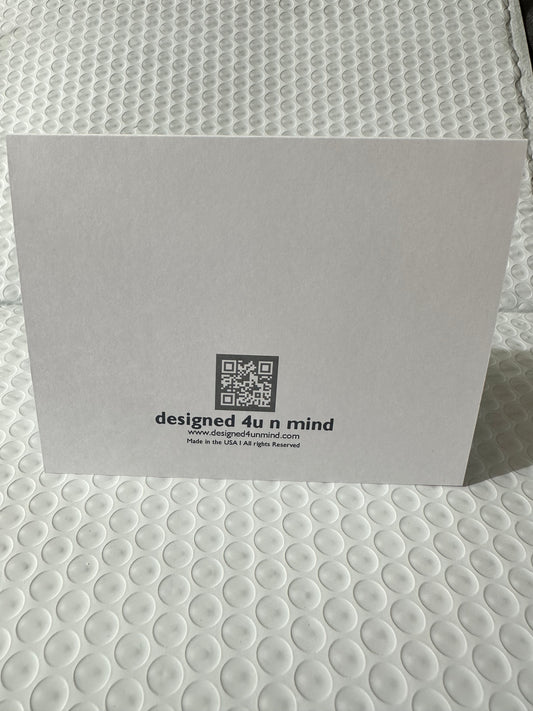 designed 4u n mind
www.designed4unmind.com
Made in the USA I All rights Reserved